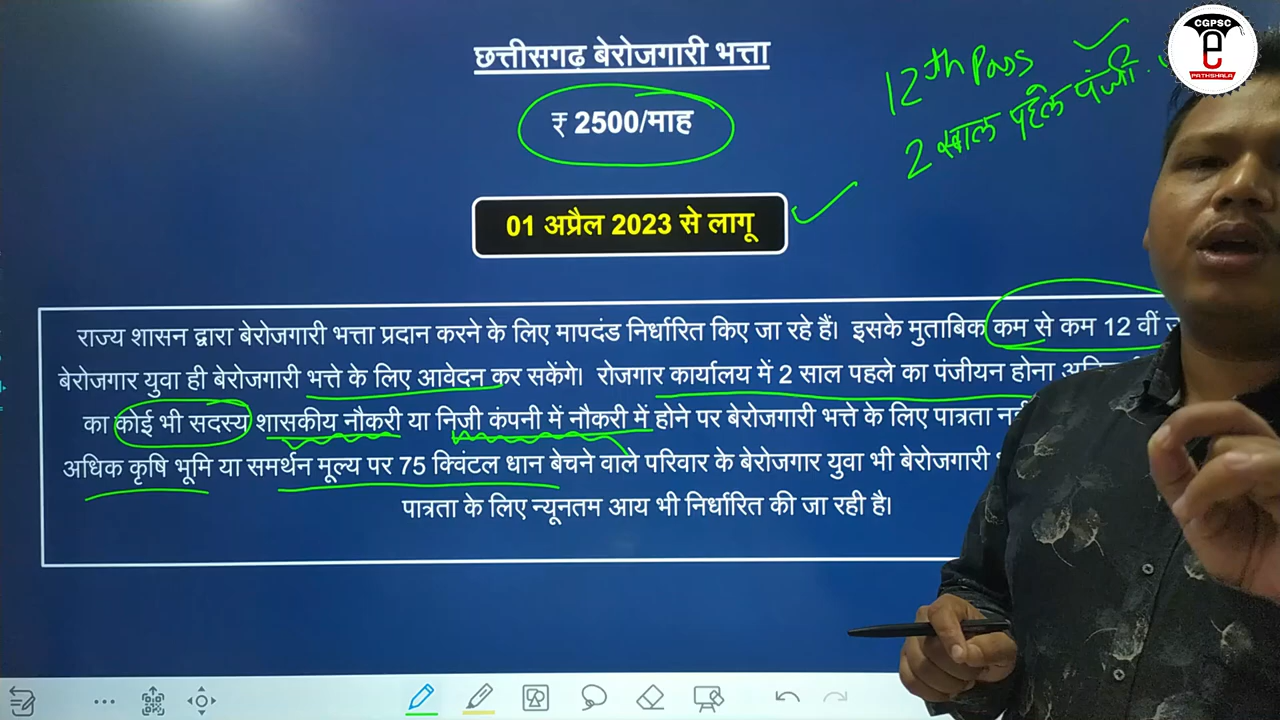 छत्तीसगढ़ बेरोजगारी भत्ता
₹ 2500/माह
01 अप्रैल 2023 से लागू
12th Pass
2 साल पहले पंजी.
CGPSC
e
PATHSHALA
राज्य शासन द्वारा बेरोजगारी भत्ता प्रदान करने के लिए मापदंड निर्धारित किए जा रहे हैं। इसके मुताबिक कम से कम 12 वीं
बेरोजगार युवा ही बेरोजगारी भत्ते के लिए आवेदन कर सकेंगे। रोजगार कार्यालय में 2 साल पहले का पंजीयन होना
का कोई भी सदस्य शासकीय नौकरी या निजी कंपनी में नौकरी में होने पर बेरोजगारी भत्ते के लिए पात्रता
अधिक कृषि भूमि या समर्थन मूल्य पर 75 क्विंटल धान बेचने वाले परिवार के बेरोजगार युवा भी बेरोजगारी
पात्रता के लिए न्यूनतम आय भी निर्धारित की जा रही है।